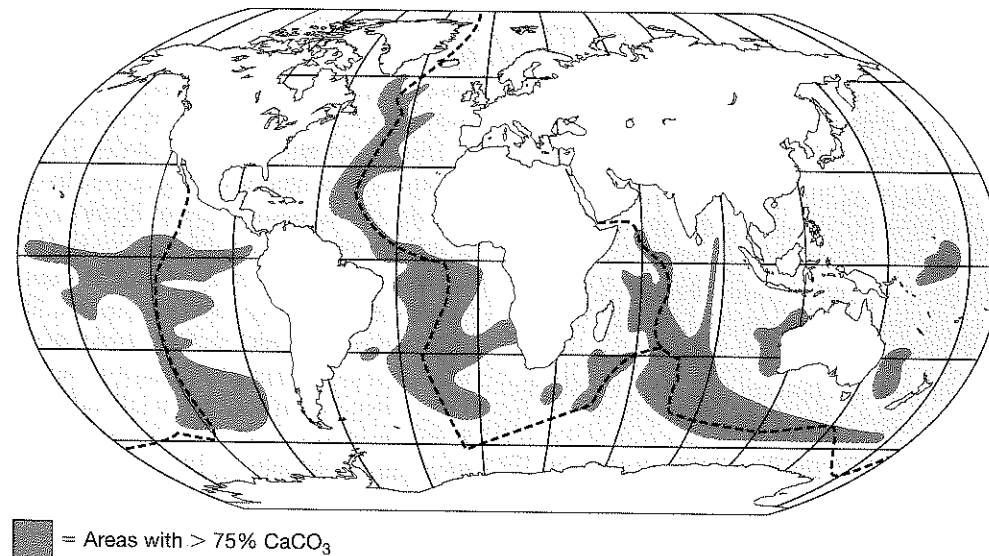 = Areas with > 75% CaCO₃